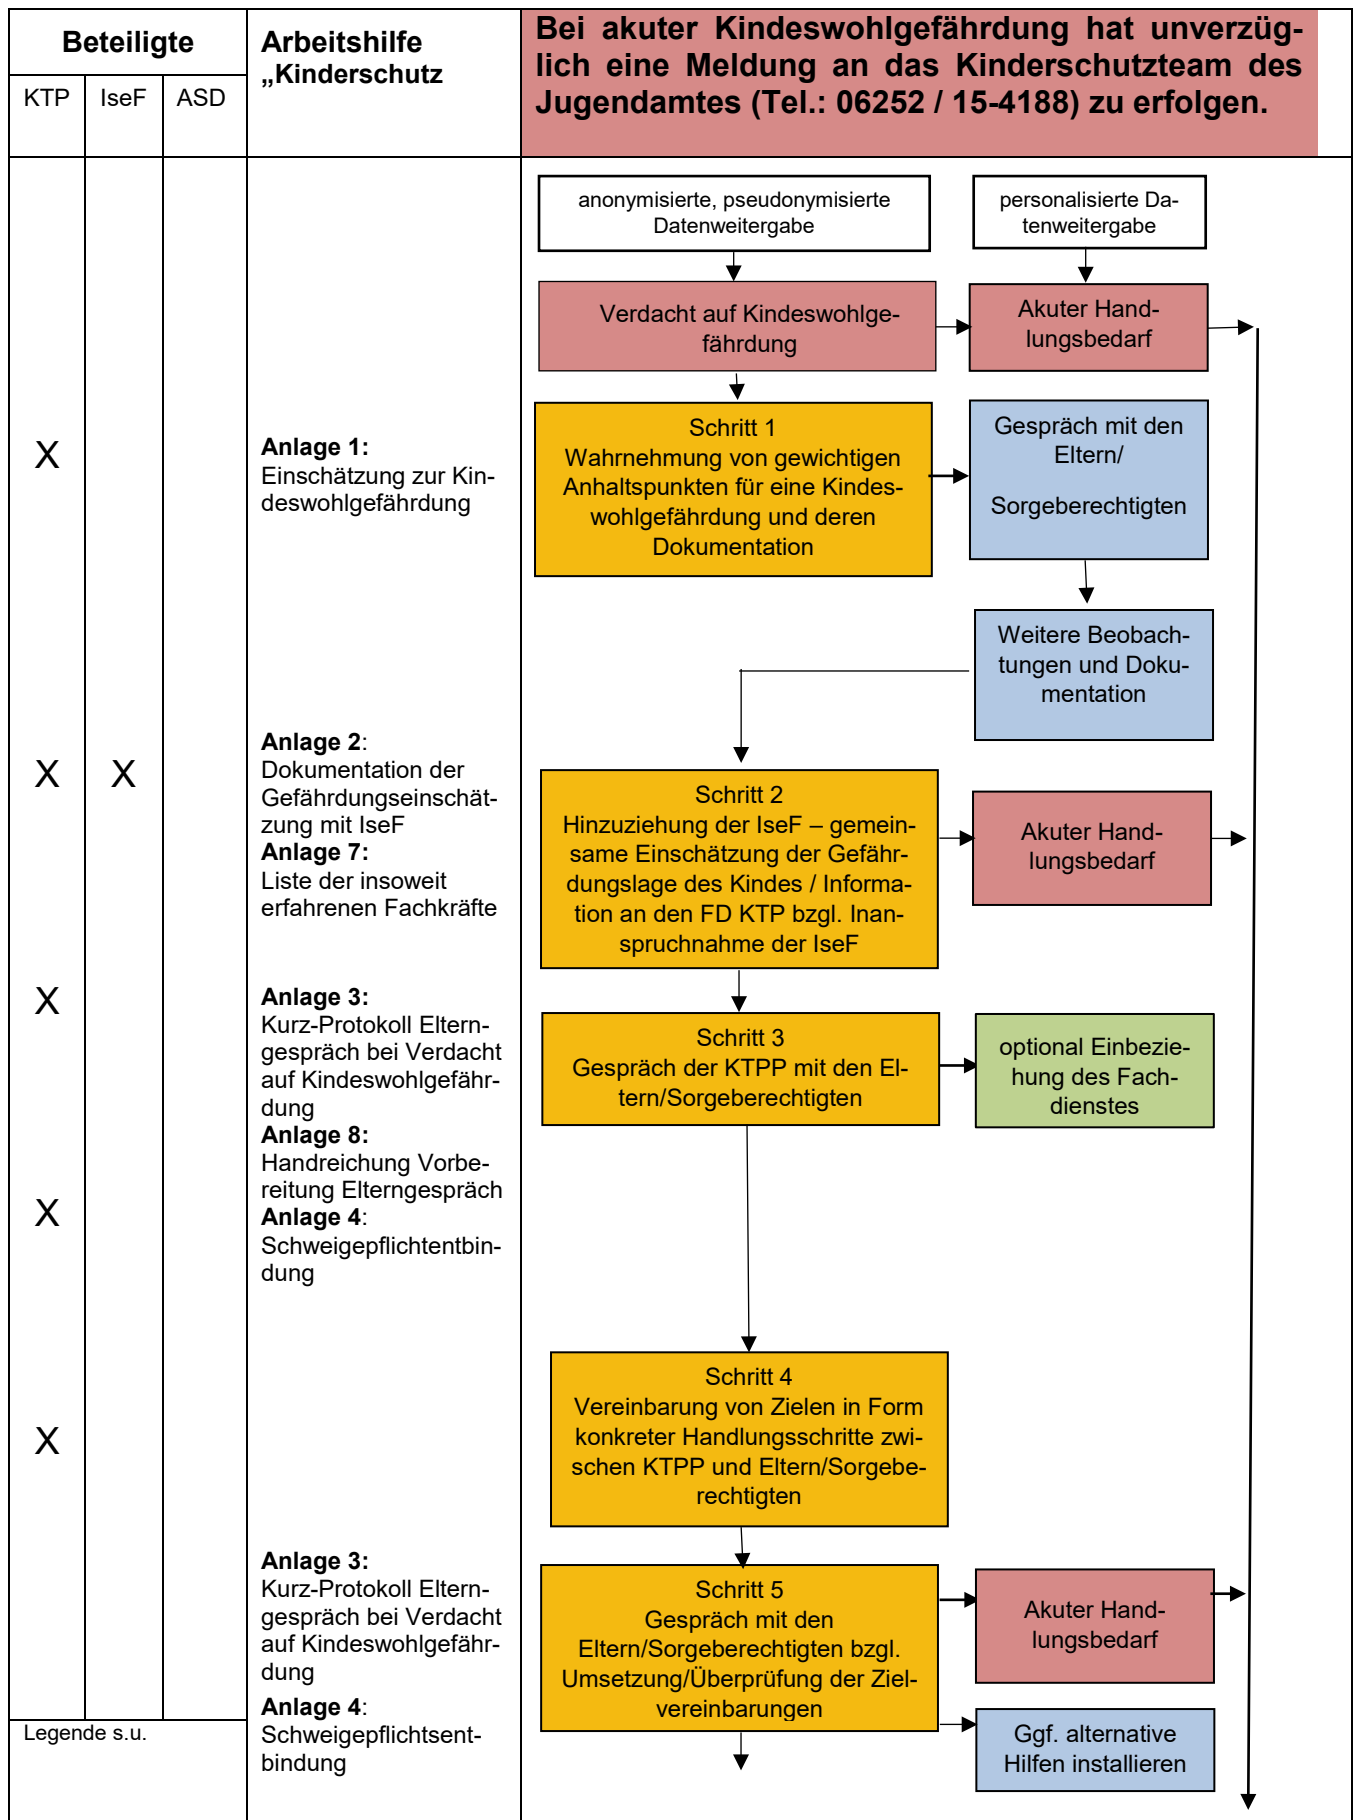 Beteiligte
KTP
IseF
ASD
Arbeitshilfe
„Kinderschutz
Bei akuter Kindeswohlgefährdung hat unverzüg-
lich eine Meldung an das Kinderschutzteam des
Jugendamtes (Tel.: 06252 / 15-4188) zu erfolgen.
anonymisierte, pseudonymisierte
Datenweitergabe
personalisierte Da-
tenweitergabe
Verdacht auf Kindeswohlge-
fährdung
Akuter Hand-
lungsbedarf
X
Anlage 1:
Einschätzung zur Kin-
deswohlgefährdung
Schritt 1
Wahrnehmung von gewichtigen
Anhaltspunkten für eine Kindes-
wohlgefährdung und deren
Dokumentation
Gespräch mit den
Eltern/
Sorgeberechtigten
Weitere Beobach-
tungen und Doku-
mentation
X
X
Anlage 2:
Dokumentation der
Gefährdungseinschät-
zung mit IseF
Anlage 7:
Liste der insoweit
erfahrenen Fachkräfte
Schritt 2
Hinzuziehung der IseF – gemein-
same Einschätzung der Gefähr-
dungslage des Kindes / Informa-
tion an den FD KTP bzgl. Inan-
spruchnahme der IseF
Akuter Hand-
lungsbedarf
X
Anlage 3:
Kurz-Protokoll Eltern-
gespräch bei Verdacht
auf Kindeswohlgefähr-
dung
Anlage 8:
Handreichung Vorbe-
reitung Elterngespräch
X
Anlage 4:
Schweigepflichtentbin-
dung
Schritt 3
Gespräch der KTPP mit den El-
tern/Sorgeberechtigten
optional Einbezie-
hung des Fach-
dienstes
X
Schritt 4
Vereinbarung von Zielen in Form
konkreter Handlungsschritte zwi-
schen KTPP und Eltern/Sorgebe-
rechtigten
Anlage 3:
Kurz-Protokoll Eltern-
gespräch bei Verdacht
auf Kindeswohlgefähr-
dung
Anlage 4:
Schweigepflichtsent-
bindung
Schritt 5
Gespräch mit den
Eltern/Sorgeberechtigten bzgl.
Umsetzung/Überprüfung der Ziel-
vereinbarungen
Akuter Hand-
lungsbedarf
Ggf. alternative
Hilfen installieren
Legende s.u.